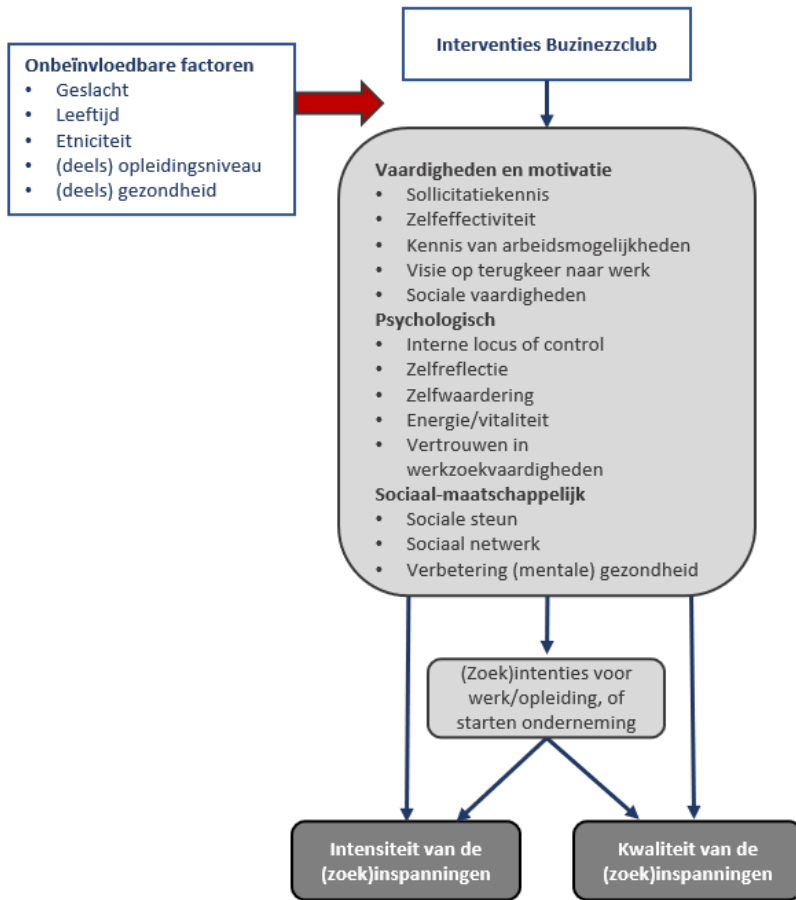 Interventies Buzinezzclub
Onbeïnvloedbare factoren
• Geslacht
• Leeftijd
• Etniciteit
• (deels) opleidingsniveau
• (deels) gezondheid
Vaardigheden en motivatie
• Sollicitatiekennis
• Zelfeffectiviteit
• Kennis van arbeidsmogelijkheden
• Visie op terugkeer naar werk
• Sociale vaardigheden
Psychologisch
• Interne locus of control
• Zelfreflectie
• Zelfwaardering
• Energie/vitaliteit
• Vertrouwen in
werkzoekvaardigheden
Sociaal-maatschappelijk
• Sociale steun
• Sociaal netwerk
• Verbetering (mentale) gezondheid
(Zoek)intenties voor
werk/opleiding, of
starten onderneming
Intensiteit van de
(zoek)inspanningen
Kwaliteit van de
(zoek)inspanningen